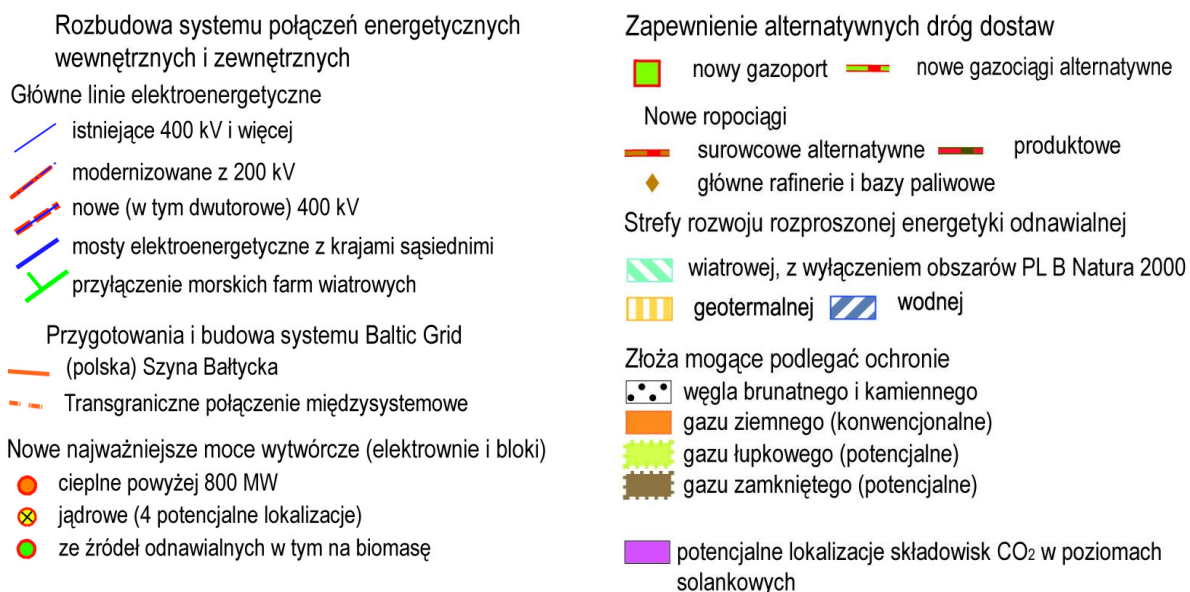 Rozbudowa systemu połączeń energetycznych
wewnętrznych i zewnętrznych
Główne linie elektroenergetyczne
istniejące 400 kV i więcej
modernizowane z 200 kV
nowe (w tym dwutorowe) 400 kV
mosty elektroenergetyczne z krajami sąsiednimi
przyłączenie morskich farm wiatrowych
Przygotowania i budowa systemu Baltic Grid
(polska) Szyna Bałtycka
Transgraniczne połączenie międzysystemowe
Nowe najważniejsze moce wytwórcze (elektrownie i bloki)
cieplne powyżej 800 MW
jądrowe (4 potencjalne lokalizacje)
ze źródeł odnawialnych w tym na biomasę
Zapewnienie alternatywnych dróg dostaw
nowy gazoport nowe gazociągi alternatywne
Nowe ropociągi
surowcowe alternatywne produktowe
główne rafinerie i bazy paliwowe
Strefy rozwoju rozproszonej energetyki odnawialnej
wiatrowej, z wyłączeniem obszarów PL B Natura 2000
geotermalnej wodnej
Złoża mogące podlegać ochronie
węgla brunatnego i kamiennego
gazu ziemnego (konwencjonalne)
gazu łupkowego (potencjalne)
gazu zamkniętego (potencjalne)
potencjalne lokalizacje składowisk CO2 w poziomach
solankowych